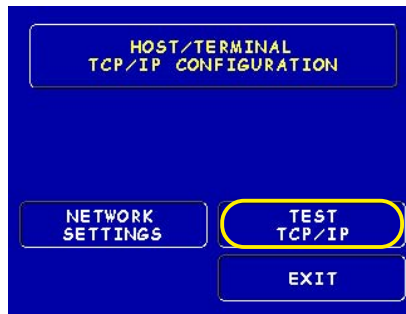 HOST/TERMINAL
TCP/IP CONFIGURATION
NETWORK
SETTINGS
TEST
TCP/IP
EXIT